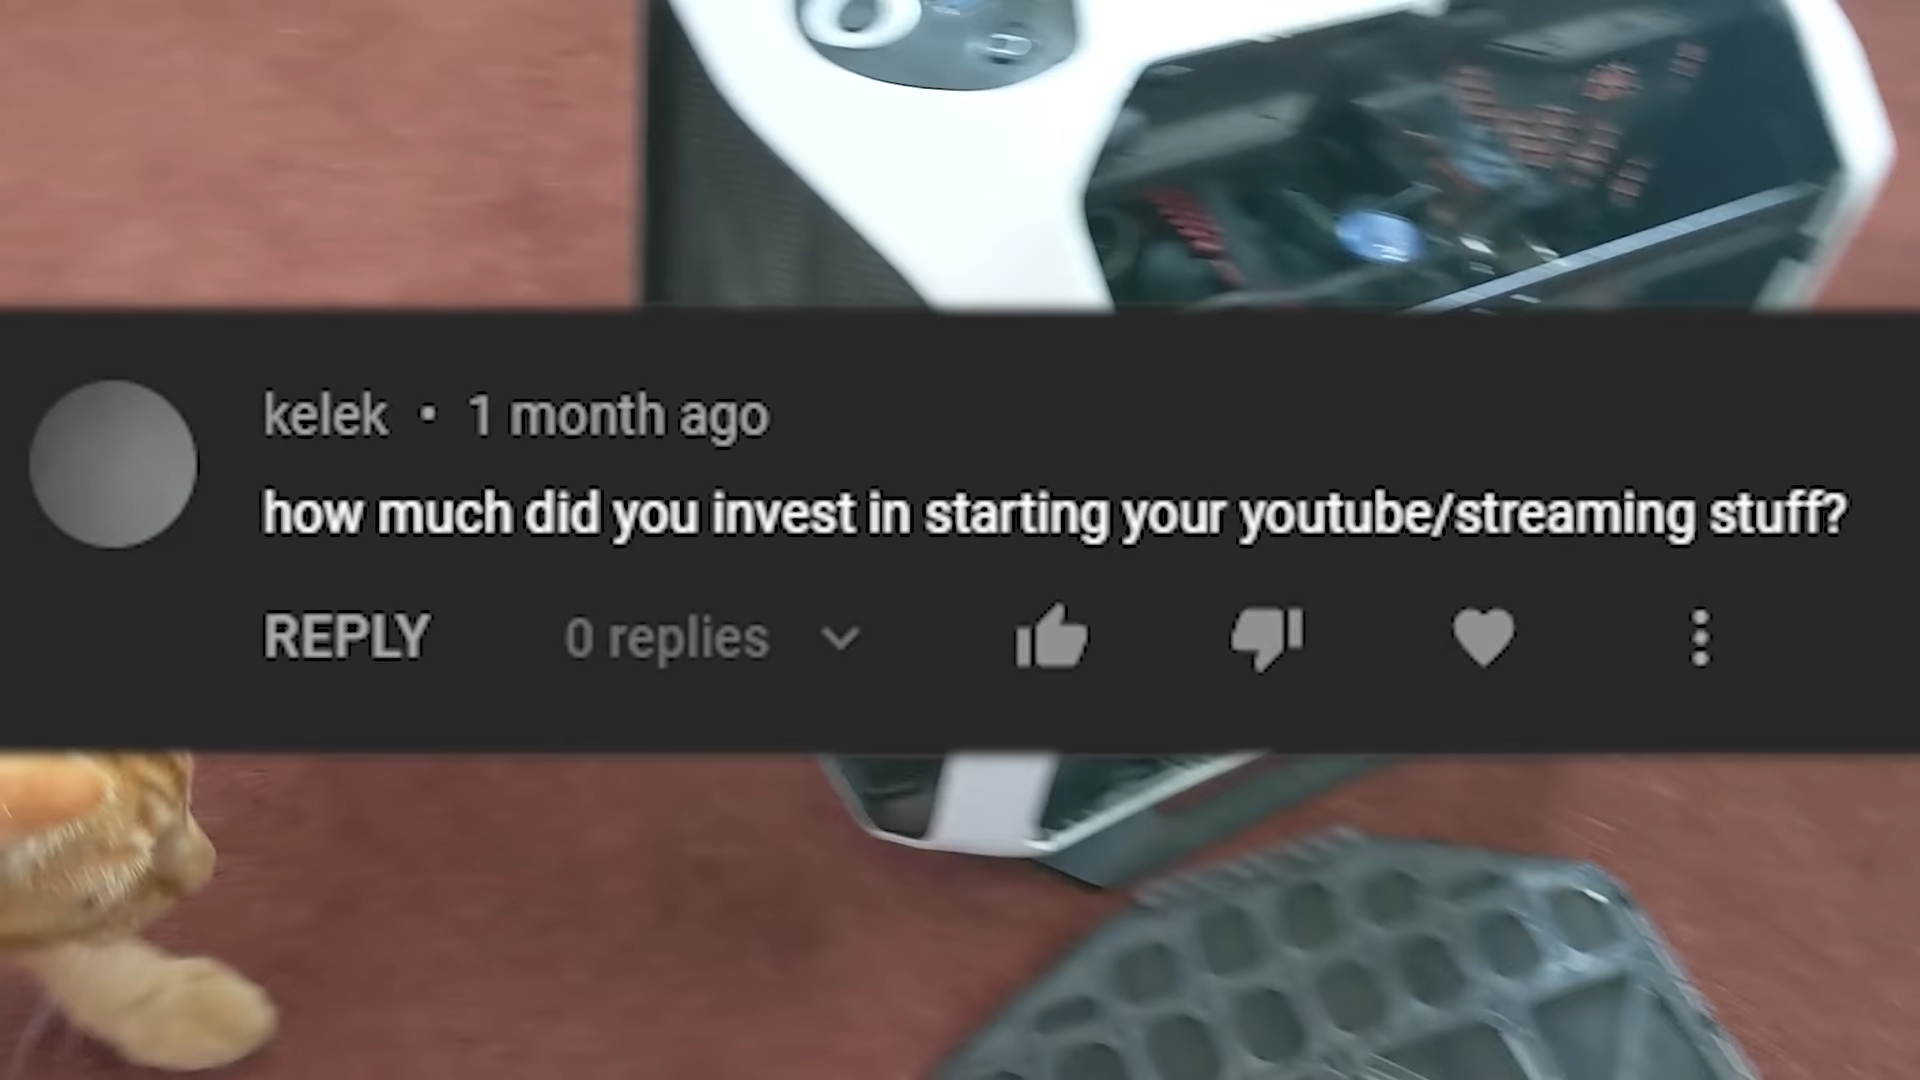 kelek • 1 month ago
how much did you invest in starting your youtube/streaming stuff?
REPLY 0 replies